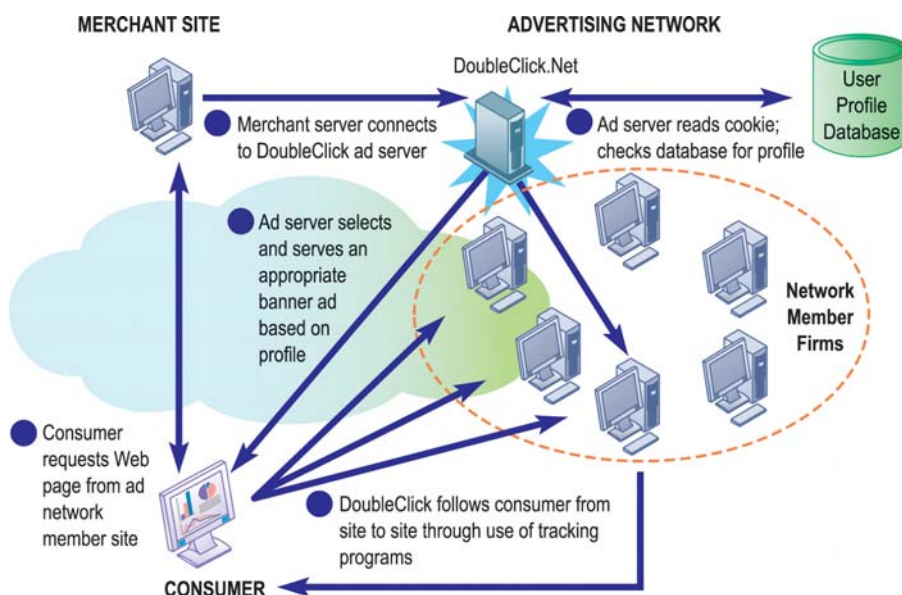 MERCHANT SITE
ADVERTISING NETWORK
DoubleClick.Net
User
Profile
Database
Merchant server connects
to DoubleClick ad server
Ad server reads cookie;
checks database for profile
Ad server selects
and serves an
appropriate
banner ad
based on
profile
Network
Member
Firms
Consumer
requests Web
page from ad
network
member site
DoubleClick follows consumer from
site to site through use of tracking
programs
CONSUMER